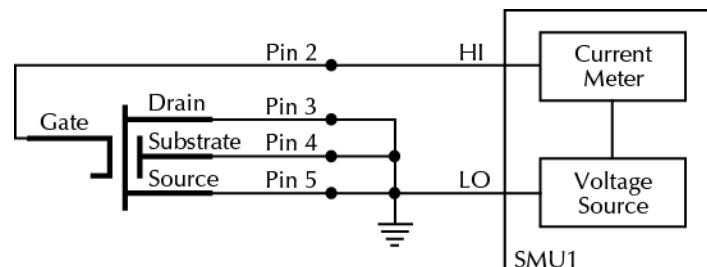 Pin 2
HI
Current
Meter
Drain
Pin 3
Gate
Substrate
Pin 4
Source
Pin 5
LO
Voltage
Source
SMU1